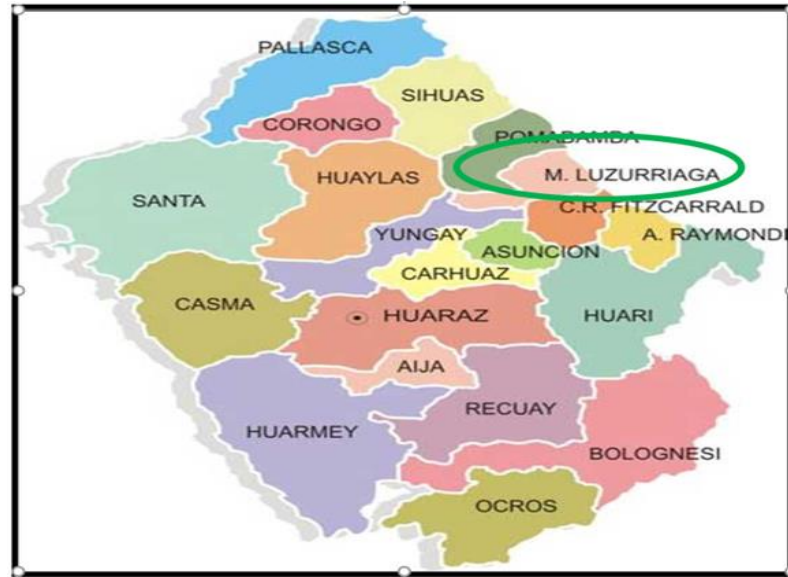 PALLASCA
SIHUAS
CORONGO
POMABAMBA
HUAYLAS
M. LUZURRIAGA
SANTA
C.R. FITZCARRALD
YUNGAY
A. RAYMONDI
ASUNCION
CARHUAZ
CASMA
HUARAZ
HUARI
AIJA
RECUAY
HUARMEY
BOLOGNESI
OCROS